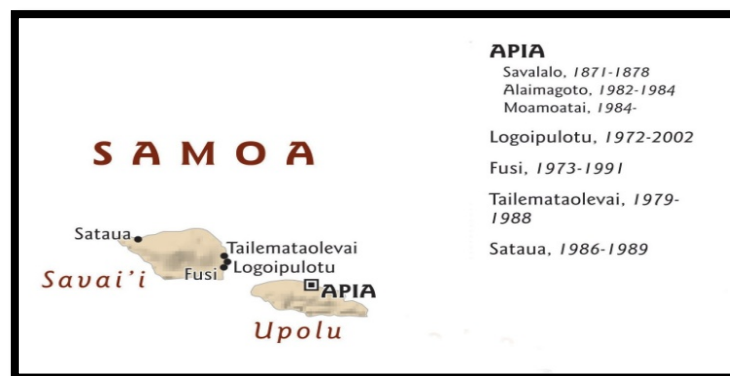 APIA
Savalalo, 1871-1878
Alaimagoto, 1982-1984
Moamoatai, 1984-
Logoipulotu, 1972-2002
Fusi, 1973-1991
Tailemataolevai, 1979-
1988
Sataua, 1986-1989
SAMOA
Sataua
Tailemataolevai
Logoipulotu
Fusi
Savai'i
APIA
Upolu